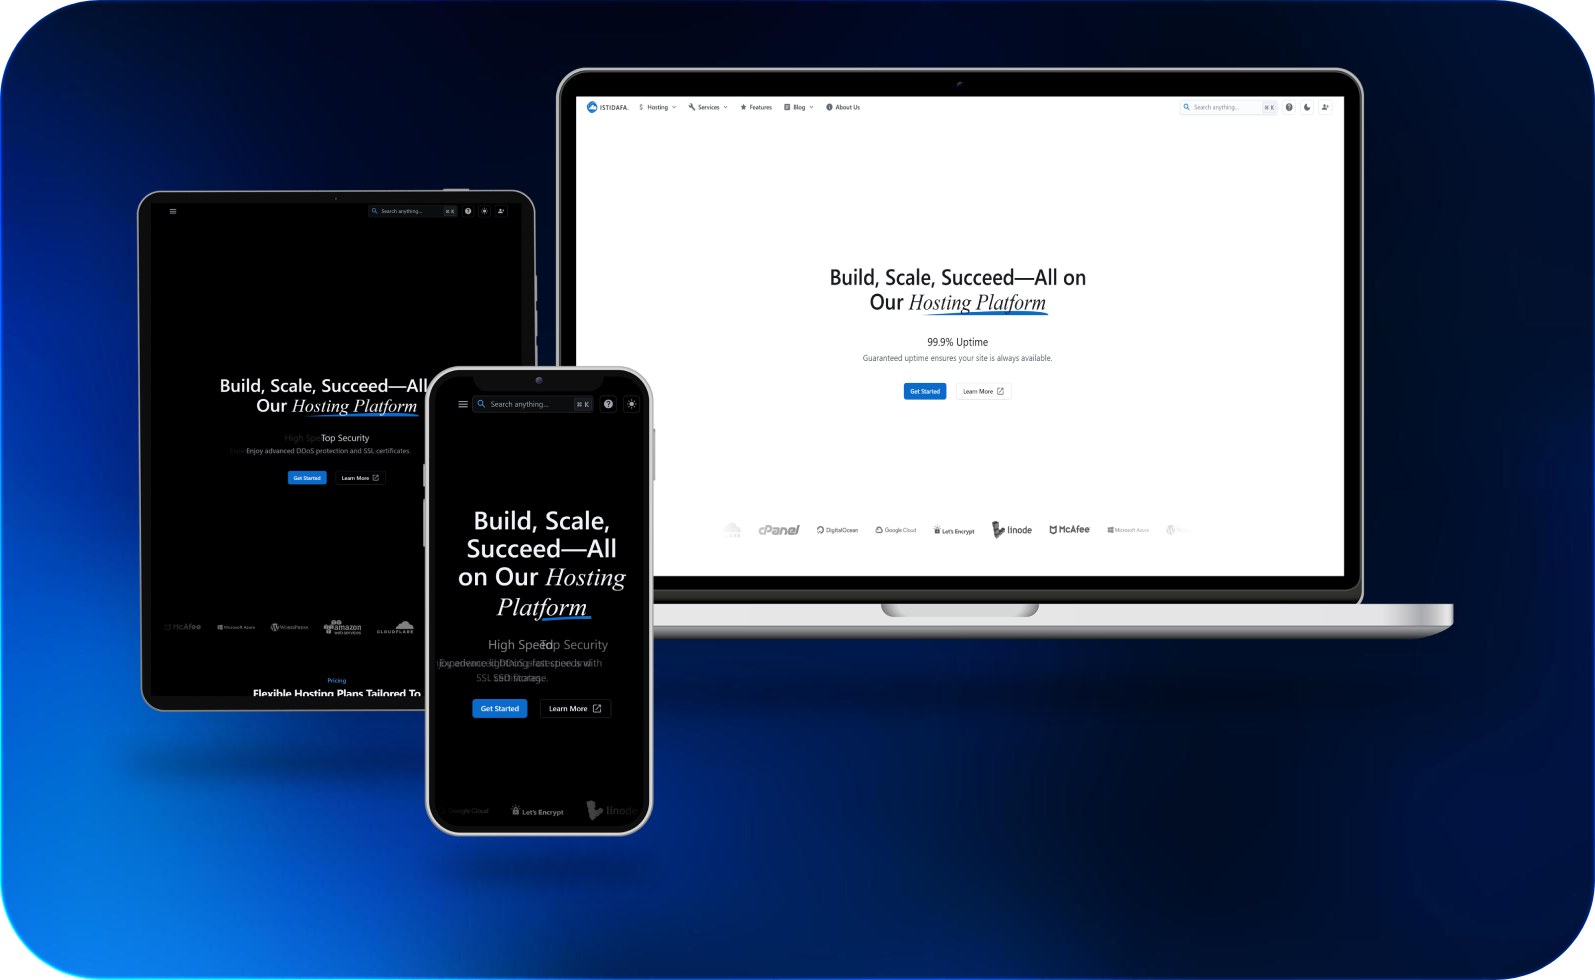 ISTIDAFA.
Hosting
Services
Features
Blog
About Us
Search anything...
⌘ K
Build, Scale, Succeed—All on
Our Hosting Platform
99.9% Uptime
Guaranteed uptime ensures your site is always available.
Get Started
Learn More
cPanel
DigitalOcean
Google Cloud
Let's Encrypt
linode
McAfee
Microsoft Azure
Search anything...
⌘ K
Build, Scale, Succeed—All
Our Hosting Platform
High Spe Top Security
Enjoy advanced DDoS protection and SSL certificates.
Get Started
Learn More
McAfee
Microsoft Azure
WordPress
amazon
web services
CLOUDFLARE
Pricing
Flexible Hosting Plans Tailored To
Search anything...
⌘ K
Build, Scale,
Succeed—All
on Our Hosting
Platform
High Speed Top Security
Get Started
Learn More
Google Cloud
Let's Encrypt
linode